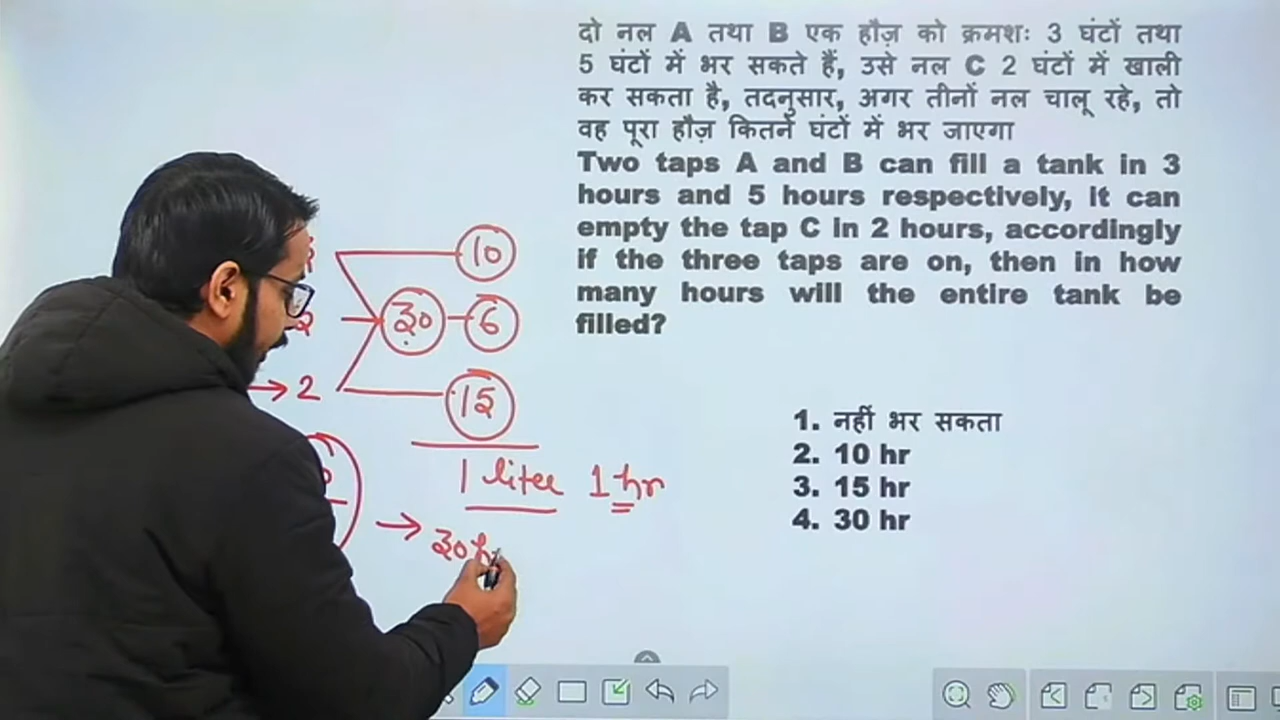 दो नल A तथा B एक हौज़ को क्रमशः 3 घंटों तथा
5 घंटों में भर सकते हैं, उसे नल C 2 घंटों में खाली
कर सकता है, तदनुसार, अगर तीनों नल चालू रहे, तो
वह पूरा हौज़ कितने घंटों में भर जाएगा
Two taps A and B can fill a tank in 3
hours and 5 hours respectively, it can
empty the tap C in 2 hours, accordingly
if the three taps are on, then in how
many hours will the entire tank be
filled?
10
30 6
2 15
1 liter 1 hr
→ 30 h
1. नहीं भर सकता
2. 10 hr
3. 15 hr
4. 30 hr